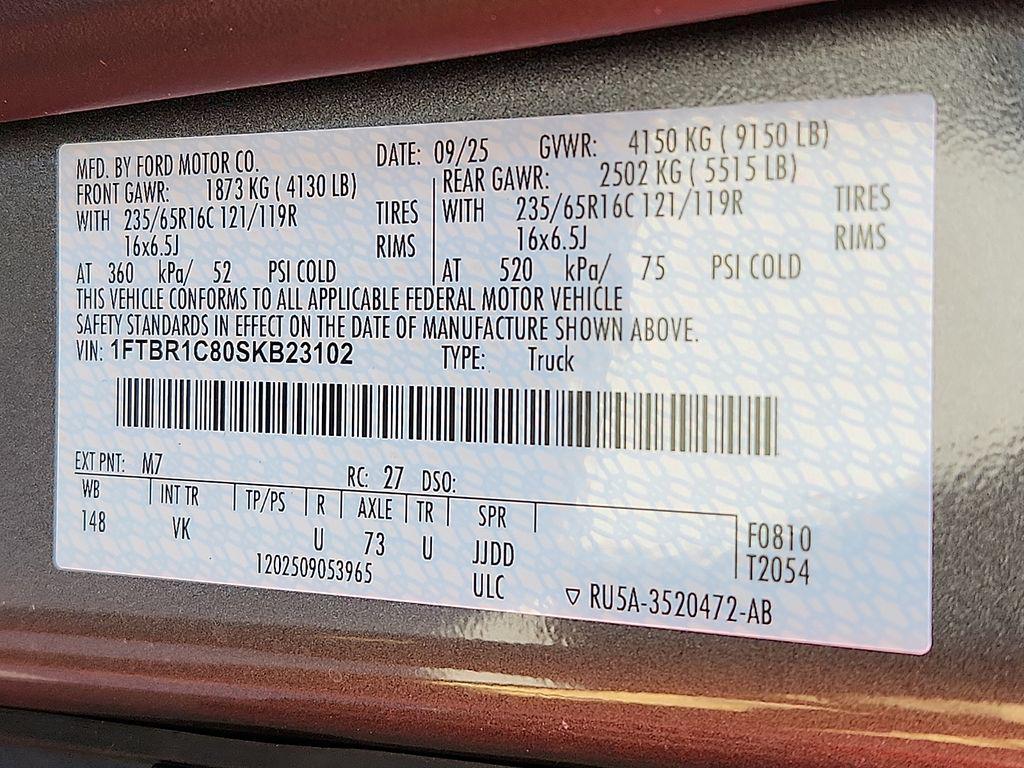 MFD. BY FORD MOTOR CO. DATE: 09/25 GVWR: 4150 KG ( 9150 LB)
FRONT GAWR: 1873 KG ( 4130 LB) REAR GAWR: 2502 KG ( 5515 LB)
WITH 235/65R16C 121/119R TIRES WITH 235/65R16C 121/119R TIRES
16x6.5J RIMS 16x6.5J RIMS
AT 360 kPa/ 52 PSI COLD AT 520 kPa/ 75 PSI COLD
THIS VEHICLE CONFORMS TO ALL APPLICABLE FEDERAL MOTOR VEHICLE
SAFETY STANDARDS IN EFFECT ON THE DATE OF MANUFACTURE SHOWN ABOVE.
VIN: 1FTBR1C80SKB23102 TYPE: Truck
EXT PNT: M7 RC: 27 DSO:
WB INT TR TP/PS R AXLE TR SPR
148 VK U 73 U JJDD F0810
1202509053965 ULC T2054
▽ RU5A-3520472-AB